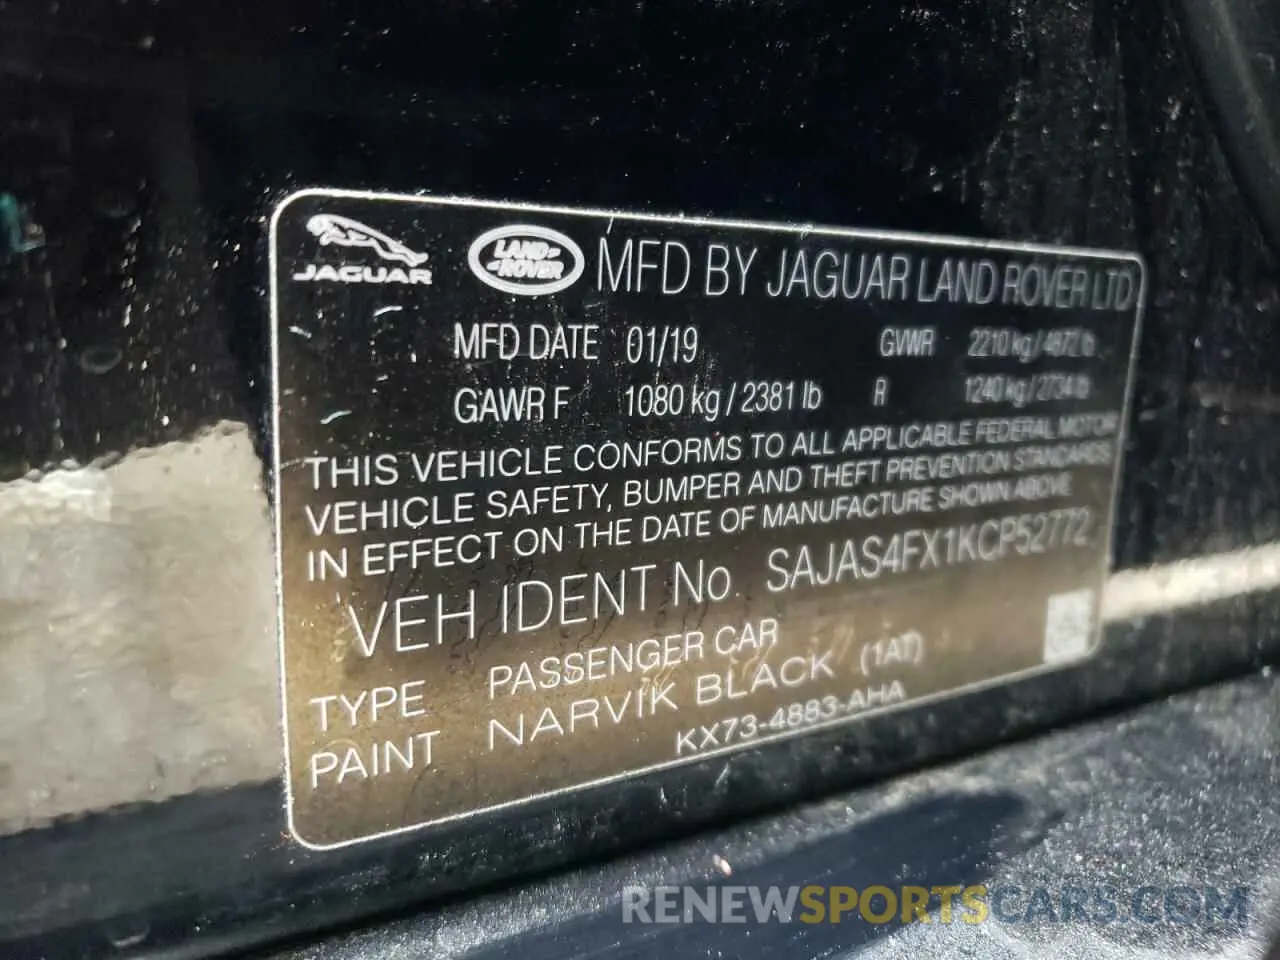 JAGUAR LAND ROVER MFD BY JAGUAR LAND ROVER LTD
MFD DATE 01/19 GVWR 2210 kg / 4872 lb
GAWR F 1080 kg / 2381 lb R 1240 kg / 2734 lb
THIS VEHICLE CONFORMS TO ALL APPLICABLE FEDERAL MOTOR
VEHICLE SAFETY, BUMPER AND THEFT PREVENTION STANDARDS
IN EFFECT ON THE DATE OF MANUFACTURE SHOWN ABOVE
VEH IDENT No. SAJAS4FX1KCP52772
TYPE PASSENGER CAR
PAINT NARVIK BLACK (1AT)
KX73-4883-AHA
RENEWSPORTSCARS.COM